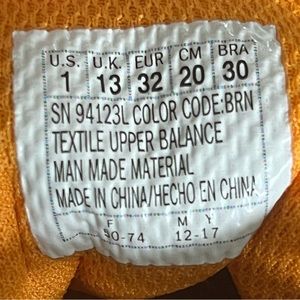 U.S. U.K. EUR CM BRA
1 13 32 20 30
SN 94123L COLOR CODE:BRN
TEXTILE UPPER BALANCE
MAN MADE MATERIAL
MADE IN CHINA/HECHO EN CHINA
F M Y
50-74 12-17